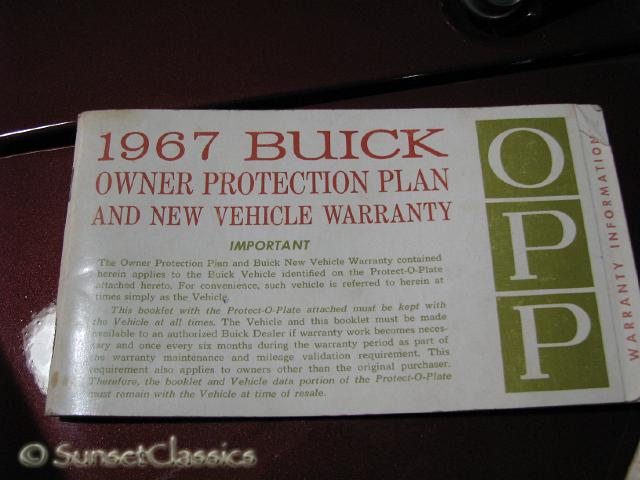 1967 BUICK
OWNER PROTECTION PLAN
AND NEW VEHICLE WARRANTY
IMPORTANT
The Owner Protection Plan and Buick New Vehicle Warranty contained
herein applies to the Buick Vehicle identified on the Protect-O-Plate
attached hereto. For convenience, such vehicle is referred to herein at
times simply as the Vehicle.
This booklet with the Protect-O-Plate attached must be kept with
the Vehicle at all times. The Vehicle and this booklet must be made
available to an authorized Buick Dealer if warranty work becomes neces-
sary and once every six months during the warranty period as part of
the warranty maintenance and mileage validation requirement. This
requirement also applies to owners other than the original purchaser.
Therefore, the booklet and Vehicle data portion of the Protect-O-Plate
must remain with the Vehicle at time of resale.
O
P
P
WARRANTY INFORMATION
© SunsetClassics